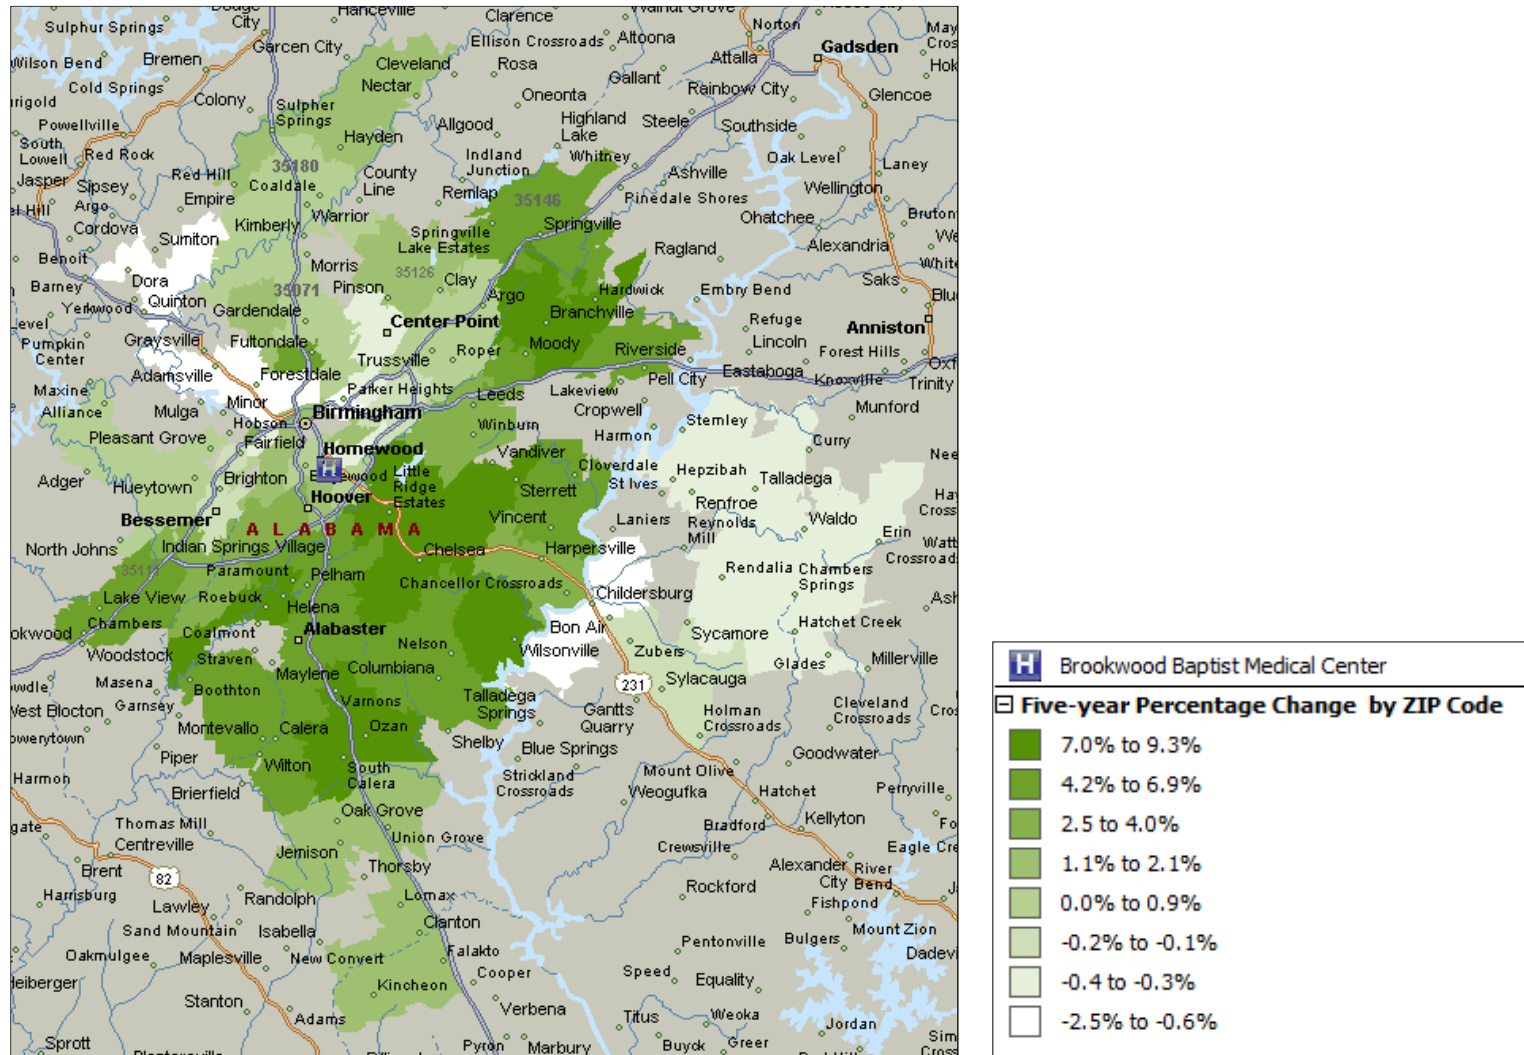 Dodge
City
Hanceville
Clarence
Walnut Grove
Sulphur Springs
Norton
May
Cros
Garcen City
Ellison Crossroads
Altoona
Gadsden
Wilson Bend
Bremen
Cleveland
Rosa
Attalla
Hok
Cold Springs
Nectar
Gallant
Rainbow City
Glencoe
Colony
Sulpher
Springs
Oneonta
Powellville
Allgood
Highland
Lake
Steele
Southside
South
Lowell
Red Rock
Hayden
Indland
Junction
Whitney
Oak Level
Laney
Jasper
Sipsey
Red Hill
35180
Coaldale
County
Line
Ashville
Argo
Empire
Remlap
35146
Pinedale Shores
Wellington
Cordova
Kimberly
Warrior
Springville
Ohatchee
Sumiton
Springville
Lake Estates
Ragland
Alexandria
Benoit
Morris
Dora
35126
Clay
Saks
Barney
Quinton
35071
Pinson
Argo
Hardwick
Embry Bend
Yerkwood
Gardendale
Branchville
Refuge
Anniston
Center Point
Pumpkin
Center
Graysville
Fultondale
Trussville
Roper
Moody
Riverside
Lincoln
Forest Hills
Adamsville
Forestdale
Eastaboga
Knoxville
Trinity
Maxine
Parker Heights
Leeds
Lakeview
Pell City
Alliance
Mulga
Minor
Birmingham
Cropwell
Munford
Hobson
Winburn
Stemley
Pleasant Grove
Fairfield
Homewood
Harmon
Curry
Vandiver
Cloverdale
Adger
Brighton
Little
Ridge
Estates
Sterrett
St Ives
Hepzibah
Talladega
Hueytown
Hoover
Renfroe
Bessemer
Vincent
Laniers
Reynolds
Mill
Waldo
Erin
ALABAMA
North Johns
Indian Springs Village
Chelsea
Harpersville
35111
Paramount
Pelham
Chancellor Crossroads
Rendalia
Chambers
Springs
Lake View
Roebuck
Helena
Childersburg
Chambers
Coalmont
Alabaster
Nelson
Bon Air
Sycamore
Hatchet Creek
Woodstock
Straven
Wilsonville
Zubers
Glades
Millerville
Masena
Maylene
Columbiana
Boothton
Varnons
Talladega
Springs
231
Sylacauga
West Blocton
Garnsey
Gantts
Quarry
Holman
Crossroads
Cleveland
Crossroads
Montevallo
Calera
Ozan
Shelby
Blue Springs
Goodwater
Piper
Wilton
South
Calera
Strickland
Crossroads
Mount Olive
Harmon
Brierfield
Weogufka
Hatchet
Perryville
Oak Grove
Thomas Mill
Bradford
Kellyton
Centreville
Union Grove
Crewsville
Eagle Cre
Jemison
Brent
82
Thorsby
Alexander
City
River
Bend
Harrisburg
Randolph
Lomax
Rockford
Lawley
Fishpond
Clanton
Sand Mountain
Isabella
Mount Zion
Pentonville
Bulgers
Oakmulgee
Maplesville
New Convert
Falakto
Dadevi
Heiberger
Cooper
Speed
Equality
Kincheon
Stanton
Verbena
Adams
Titus
Weoka
Jordan
Sprott
Pyron
Marbury
Buyck
Greer
Brookwood Baptist Medical Center
Five-year Percentage Change by ZIP Code
7.0% to 9.3%
4.2% to 6.9%
2.5 to 4.0%
1.1% to 2.1%
0.0% to 0.9%
-0.2% to -0.1%
-0.4 to -0.3%
-2.5% to -0.6%